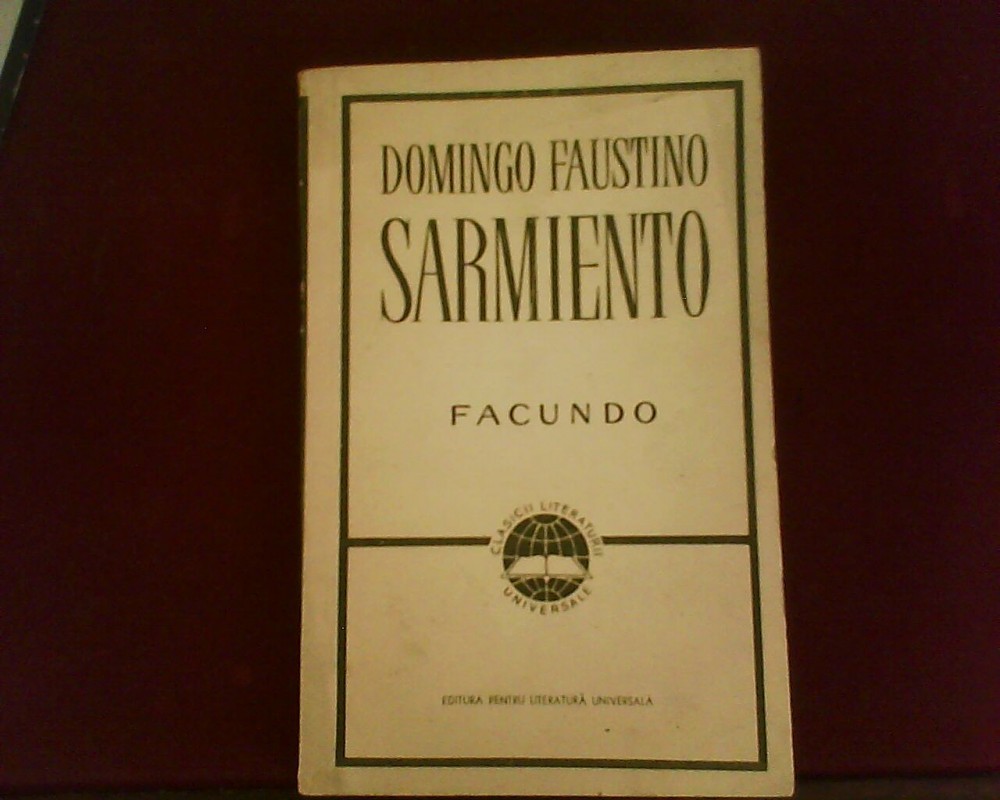 DOMINGO FAUSTINO
SARMIENTO
FACUNDO
CLASICII LITERATURII
UNIVERSALE
EDITURA PENTRU LITERATURĂ UNIVERSALĂ